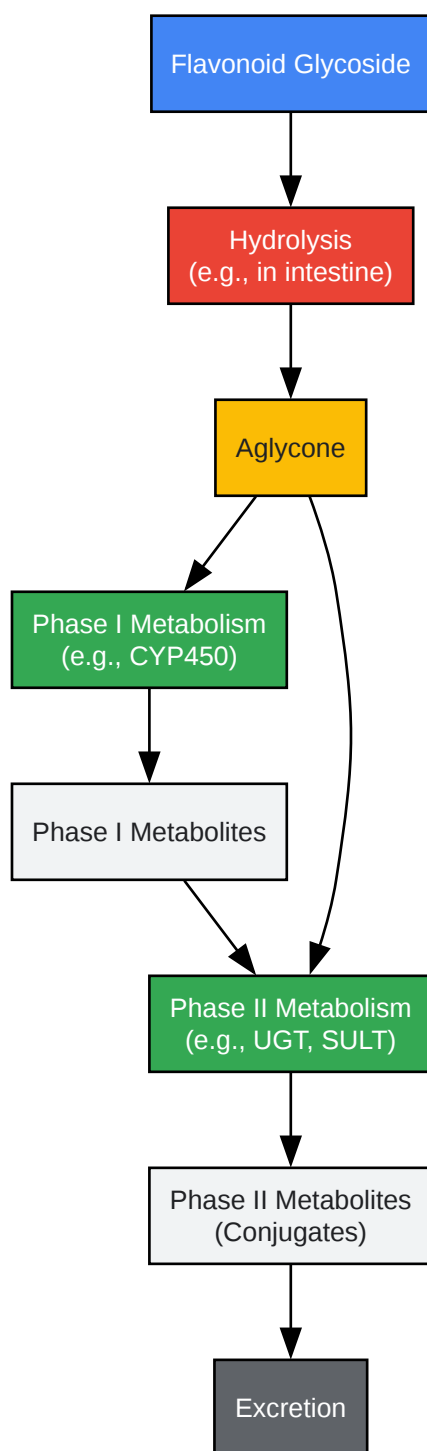 Flavonoid Glycoside
Hydrolysis
(e.g., in intestine)
Aglycone
Phase I Metabolism
(e.g., CYP450)
Phase I Metabolites
Phase II Metabolism
(e.g., UGT, SULT)
Phase II Metabolites
(Conjugates)
Excretion